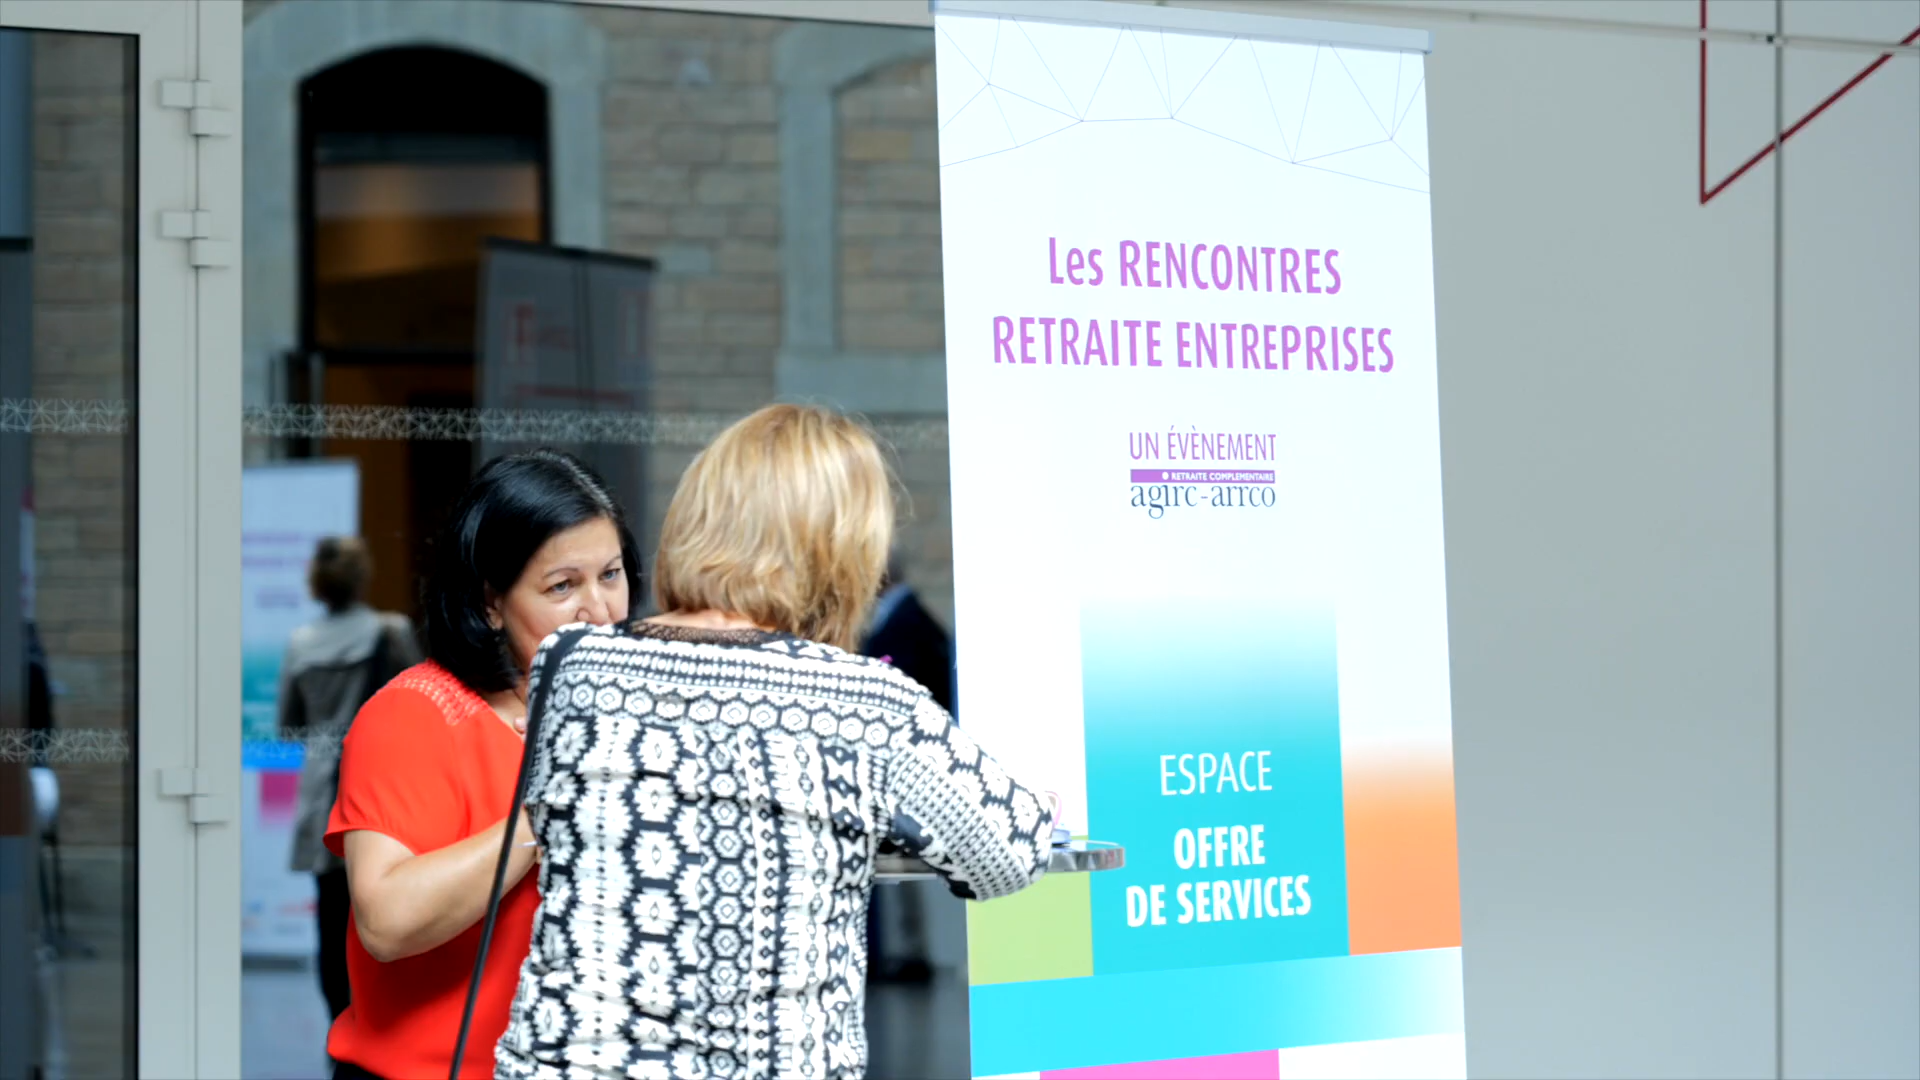 Les RENCONTRES
RETRAITE ENTREPRISES
UN ÉVÈNEMENT
RETRAITE COMPLEMENTAIRE
agirc-arrco
ESPACE
OFFRE
DE SERVICES